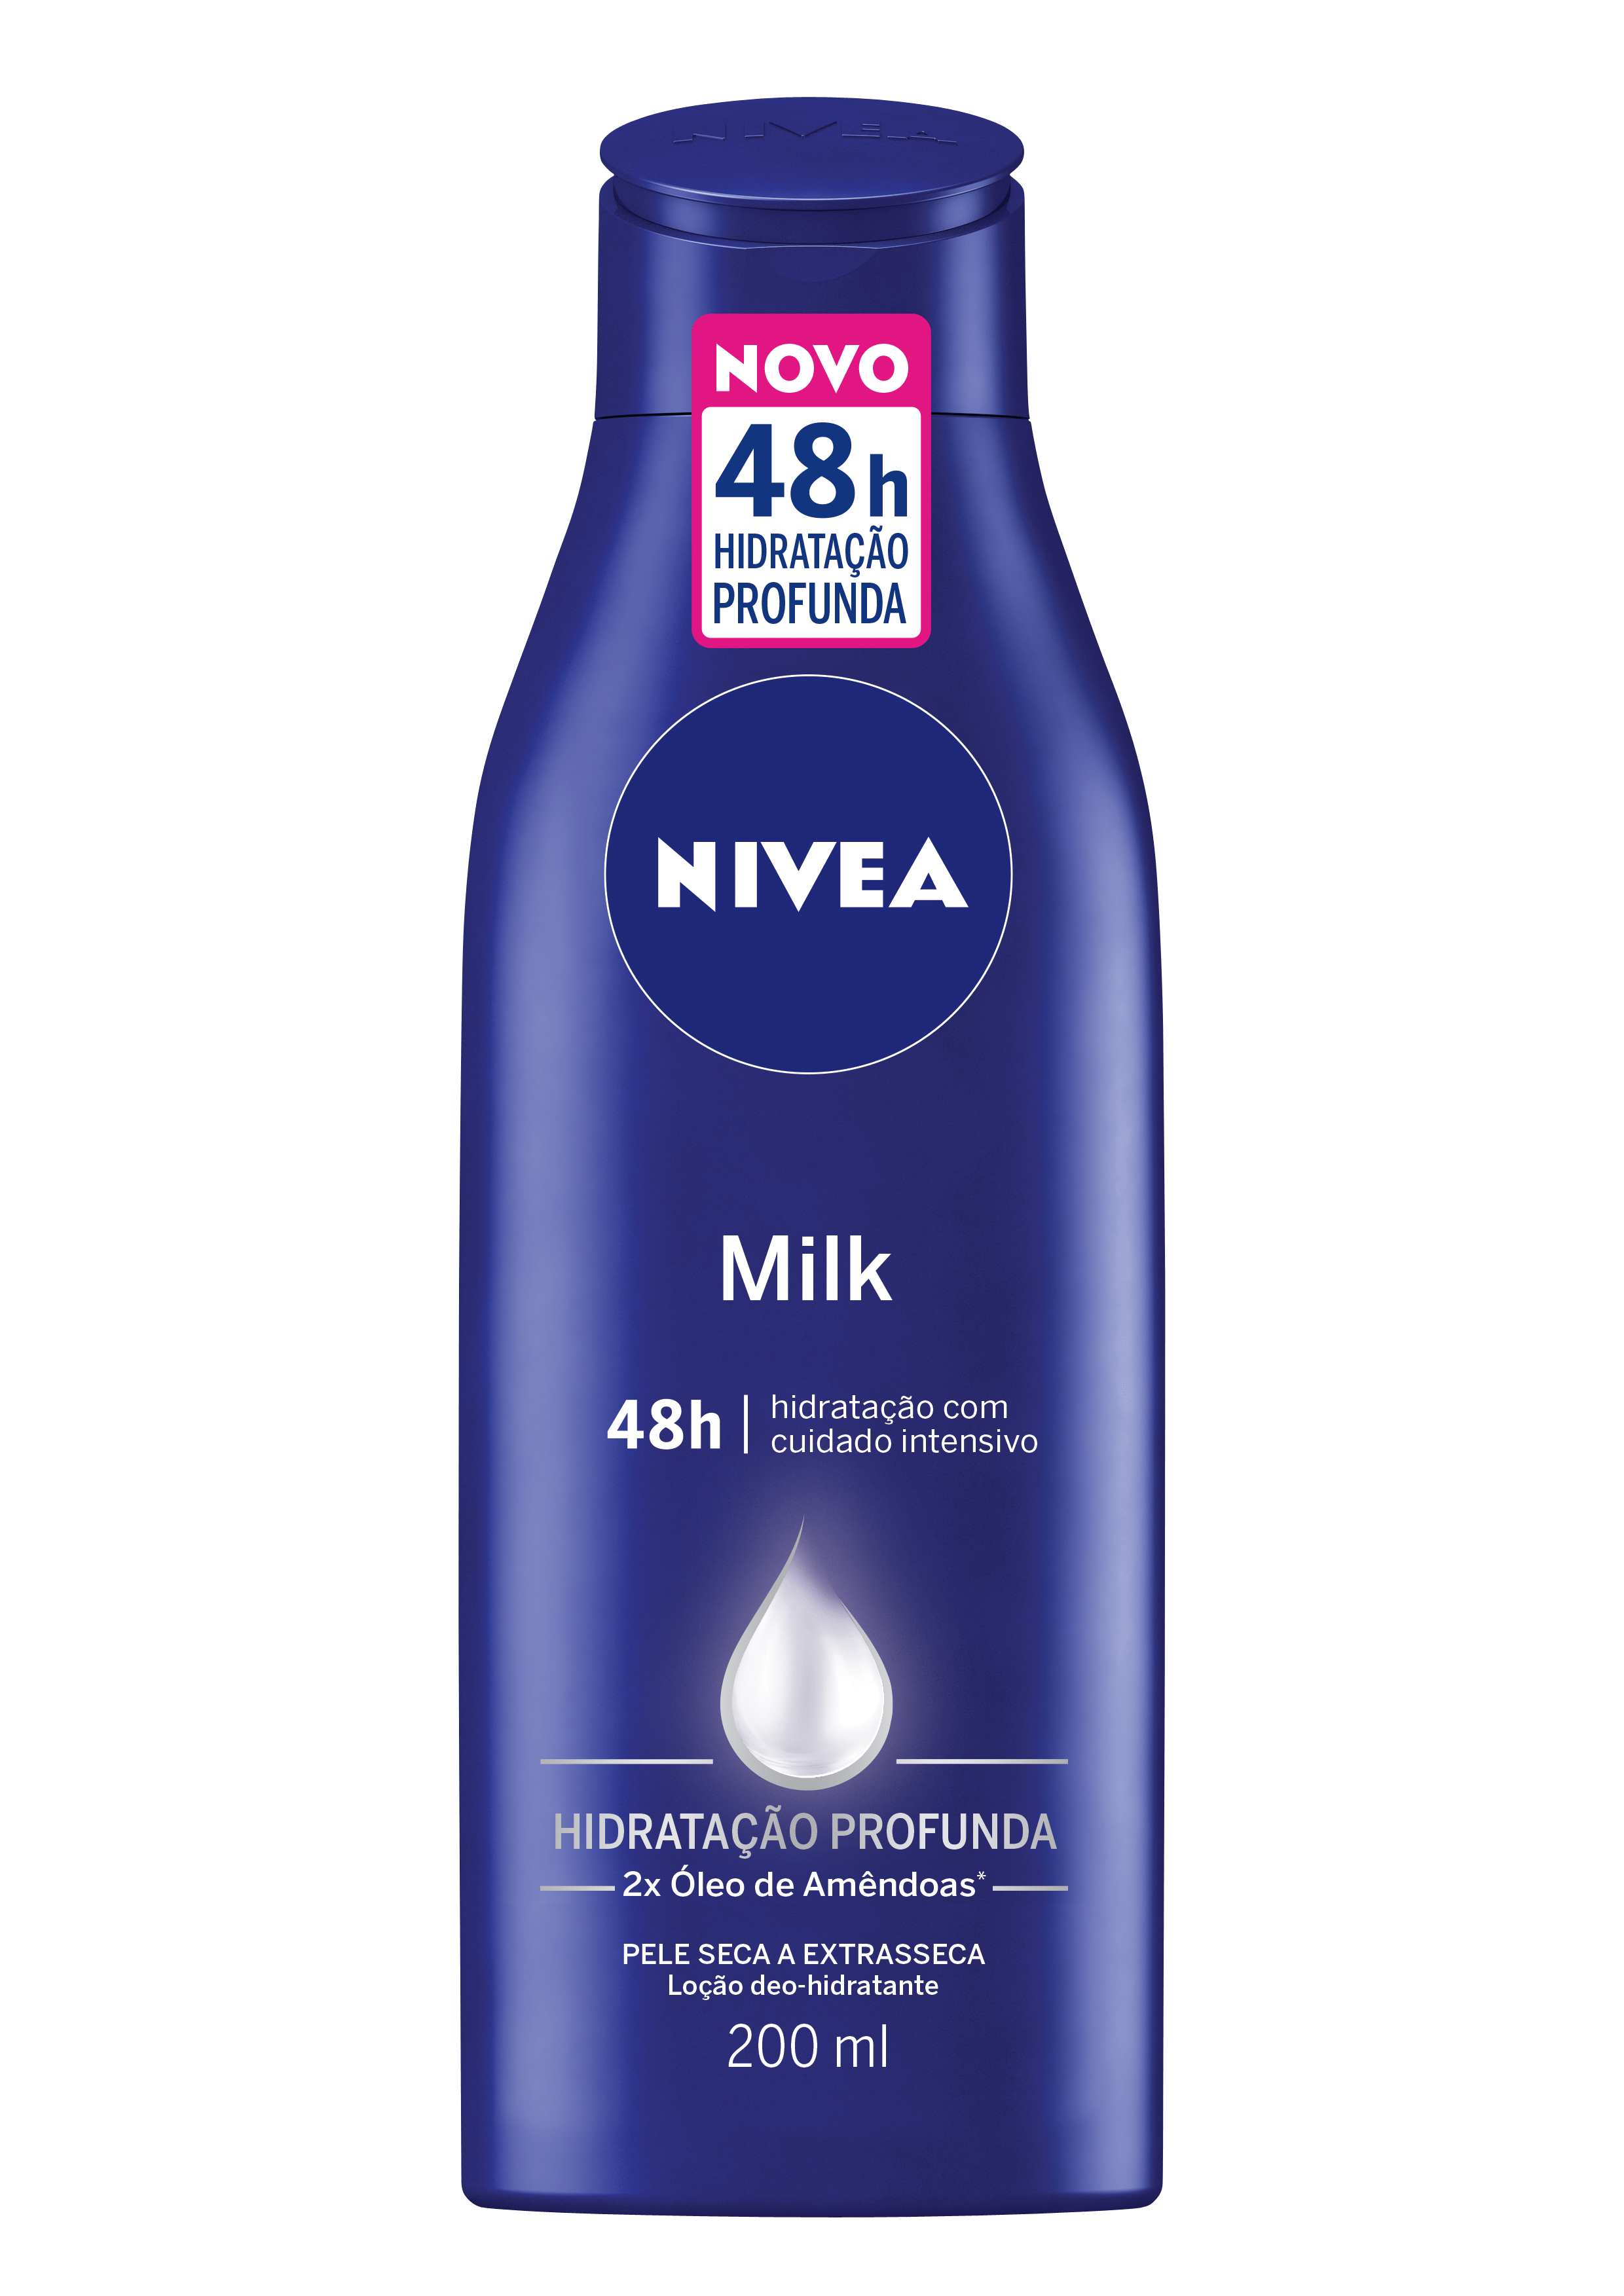 NIVEA
NOVO
48h
HIDRATAÇÃO
PROFUNDA
NIVEA
Milk
48h | hidratação com
cuidado intensivo
HIDRATAÇÃO PROFUNDA
2x Óleo de Amêndoas*
PELE SECA A EXTRASSECA
Loção deo-hidratante
200 ml